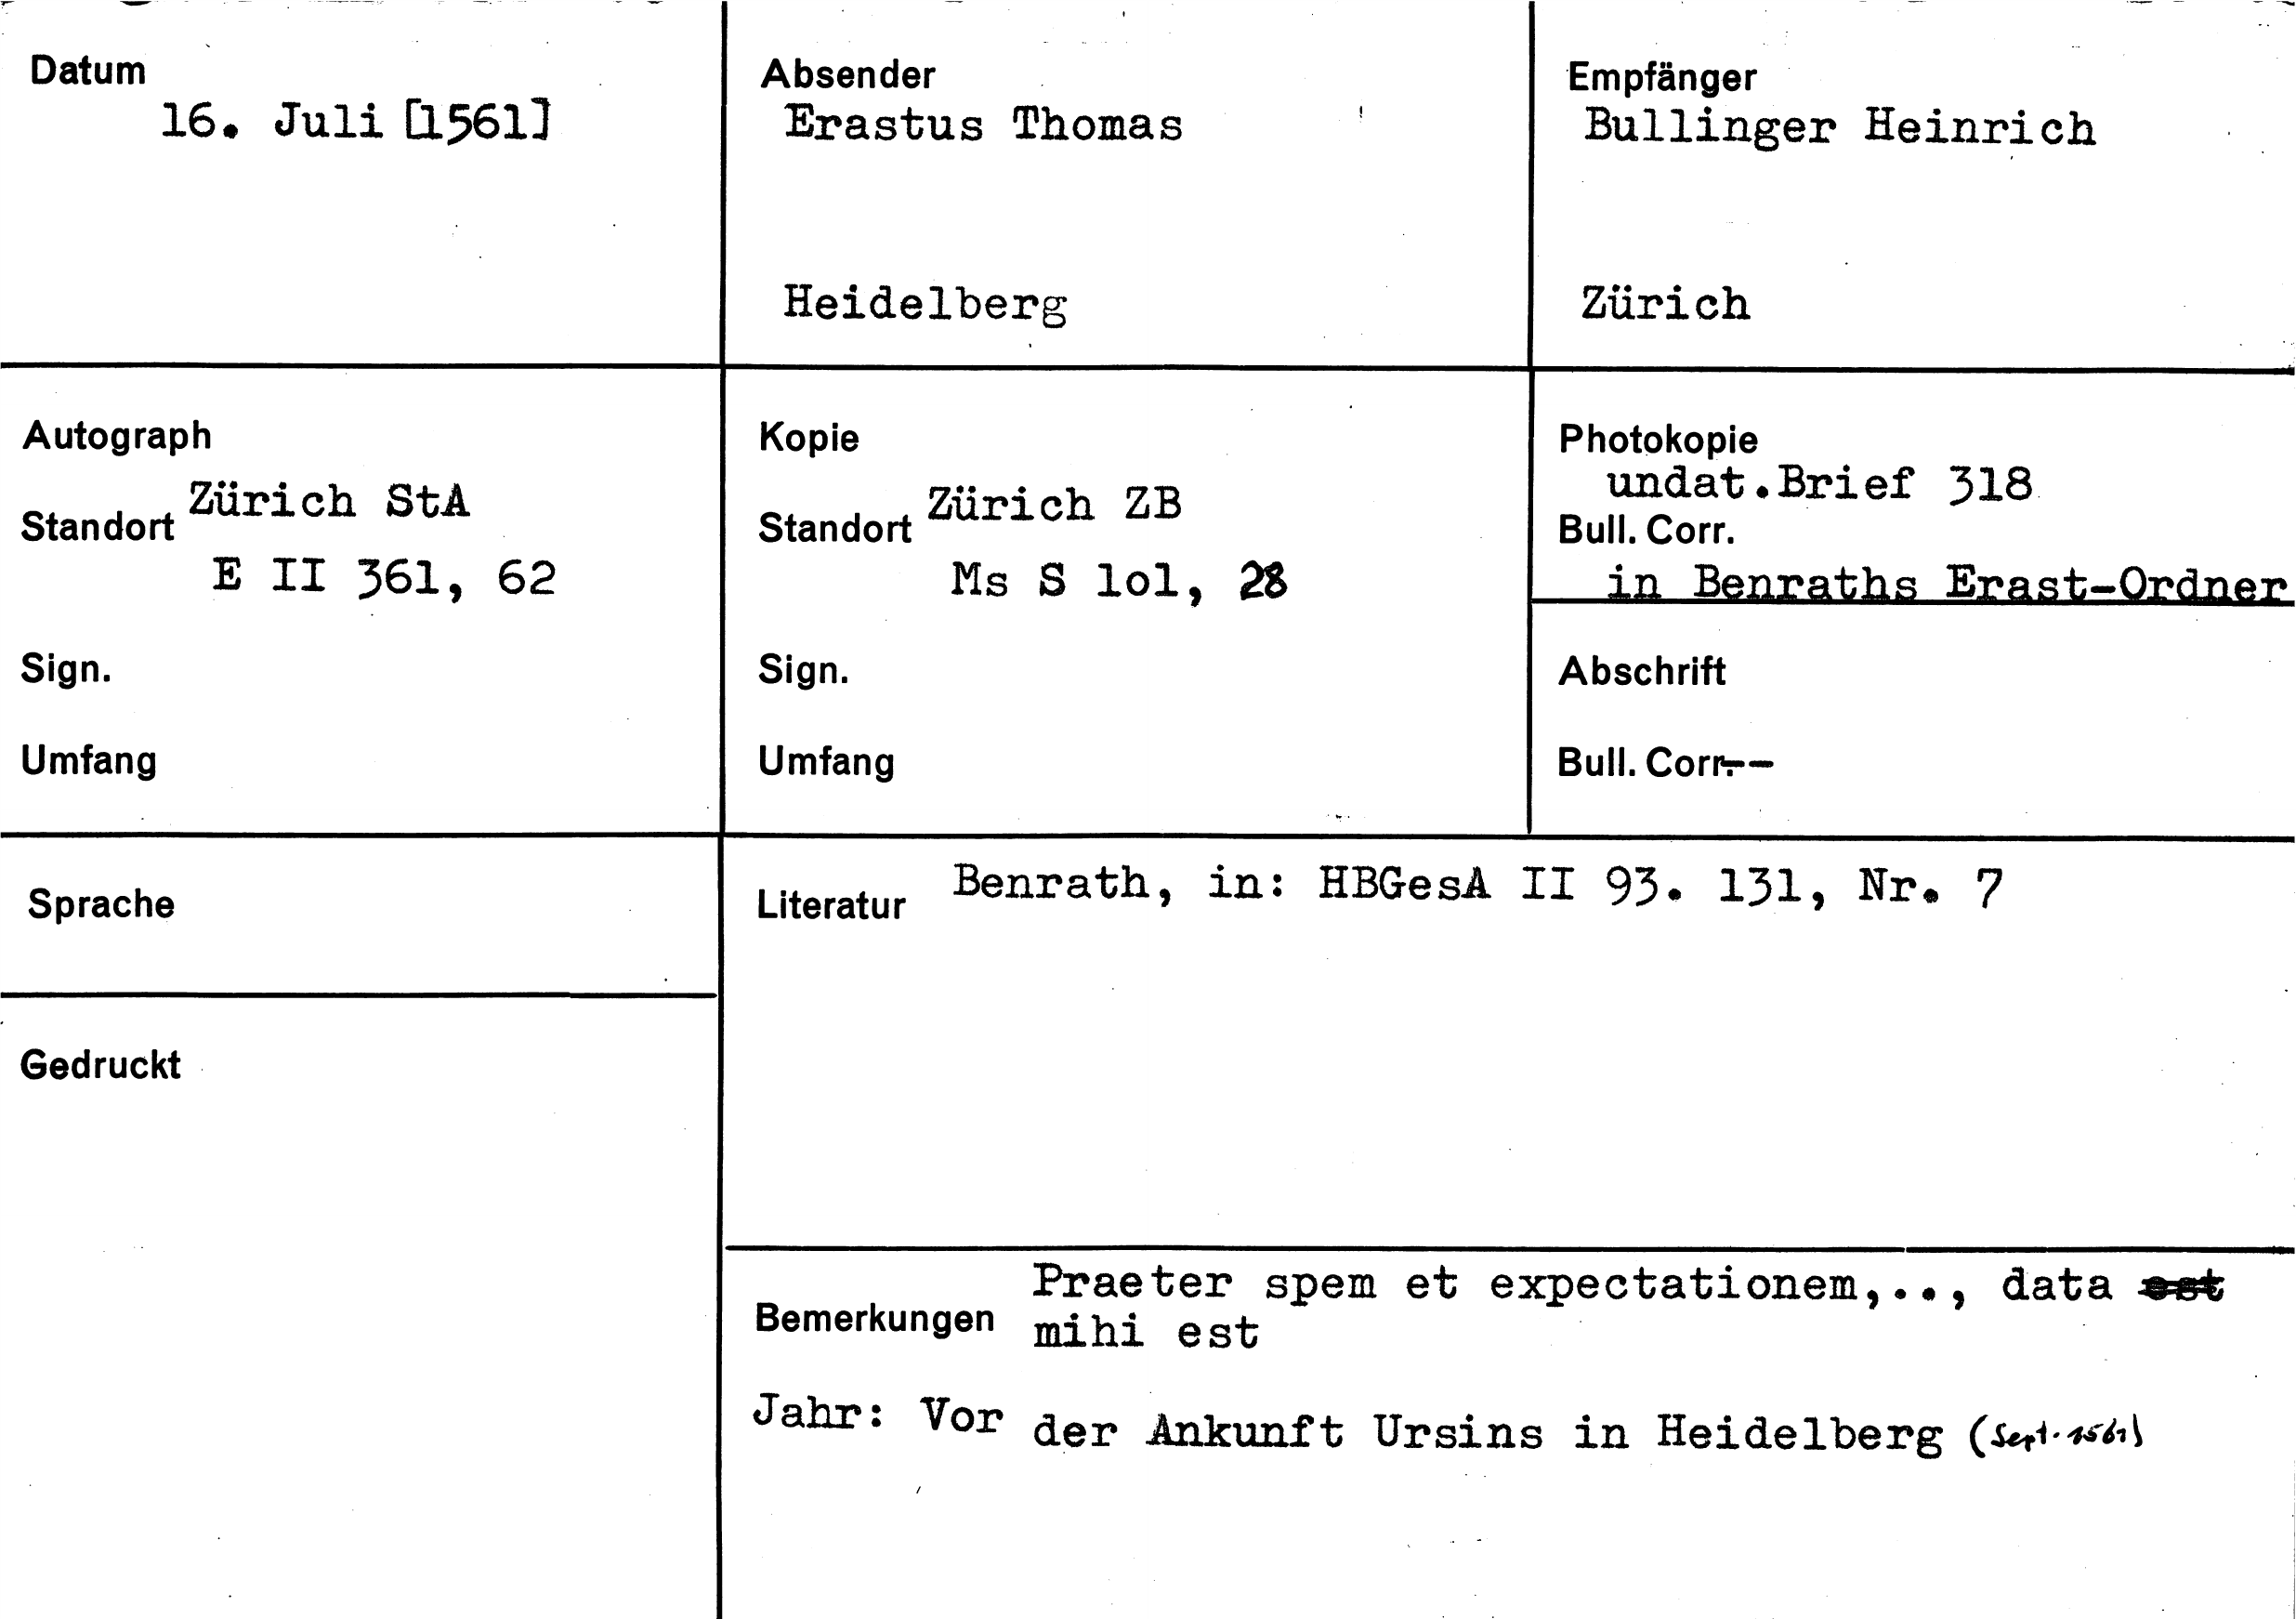 Datum
16. Juli [1561]
Absender
Erastus Thomas
Heidelberg
Empfänger
Bullinger Heinrich
Zürich
Autograph
Standort Zürich StA
E II 361, 62
Sign.
Umfang
Kopie
Standort Zürich ZB
Ms S lol, 28
Sign.
Umfang
Photokopie
undat.Brief 318
Bull. Corr.
in Benraths Erast-Ordner
Abschrift
Bull. Corr.--
Sprache
Gedruckt
Literatur Benrath, in: HBGesA II 93. 131, Nr. 7
Bemerkungen Praeter spem et expectationem,.., data est
mihi est
Jahr: Vor der Ankunft Ursins in Heidelberg (Sept. 1561)